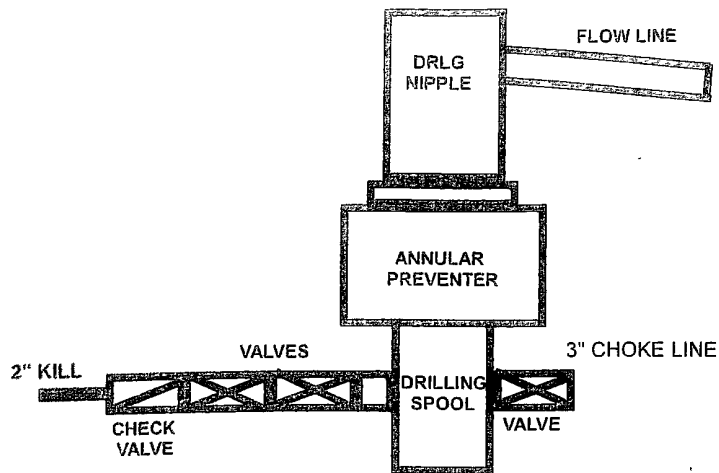 FLOW LINE
DRLG
NIPPLE
ANNULAR
PREVENTER
VALVES
3" CHOKE LINE
2" KILL
DRILLING
SPOOL
CHECK
VALVE
VALVE